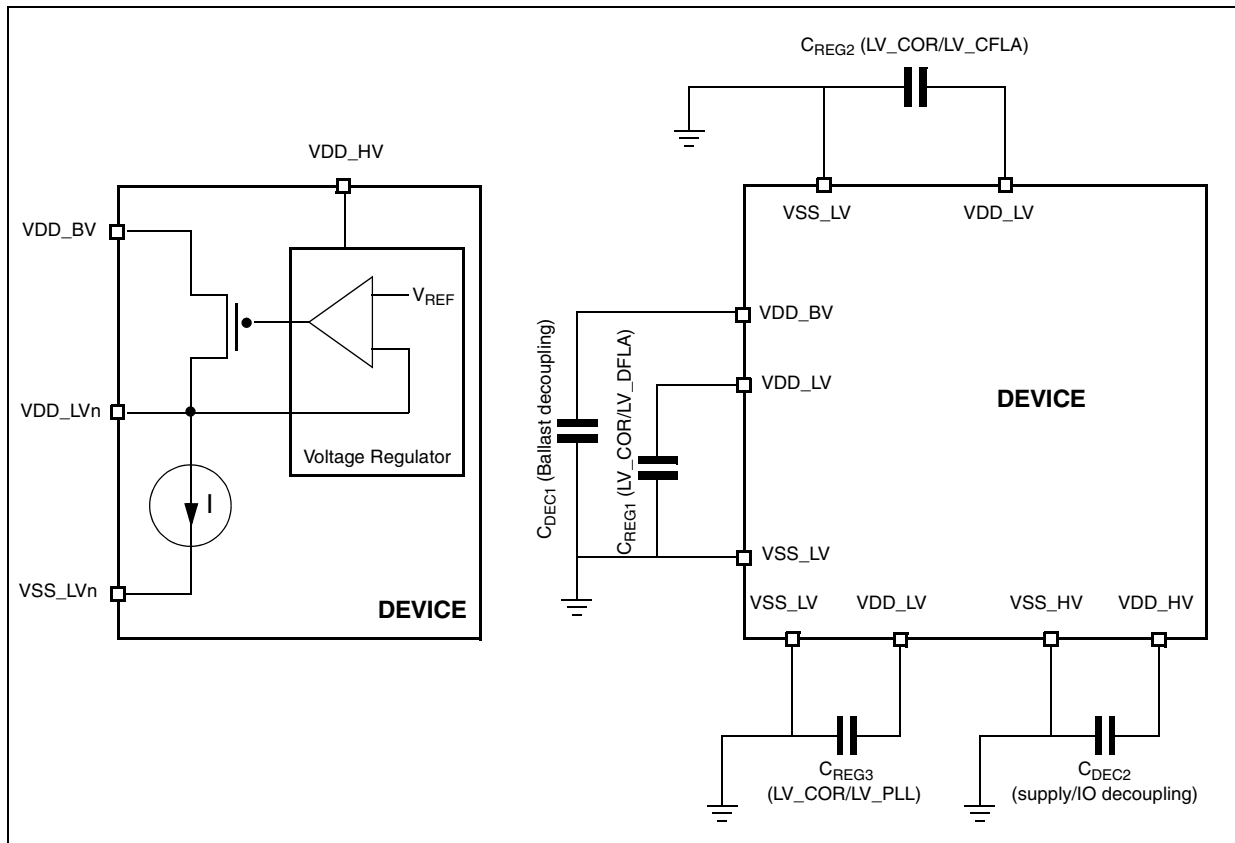 VDD_HV
VDD_BV
VREF
VDD_LVn
Voltage Regulator
I
VSS_LVn
DEVICE
CREG2 (LV_COR/LV_CFLA)
VSS_LV
VDD_LV
VDD_BV
VDD_LV
DEVICE
CDEC1 (Ballast decoupling)
CREG1 (LV_COR/LV_DFLA)
VSS_LV
VSS_LV
VDD_LV
VSS_HV
VDD_HV
CREG3
(LV_COR/LV_PLL)
CDEC2
(supply/IO decoupling)